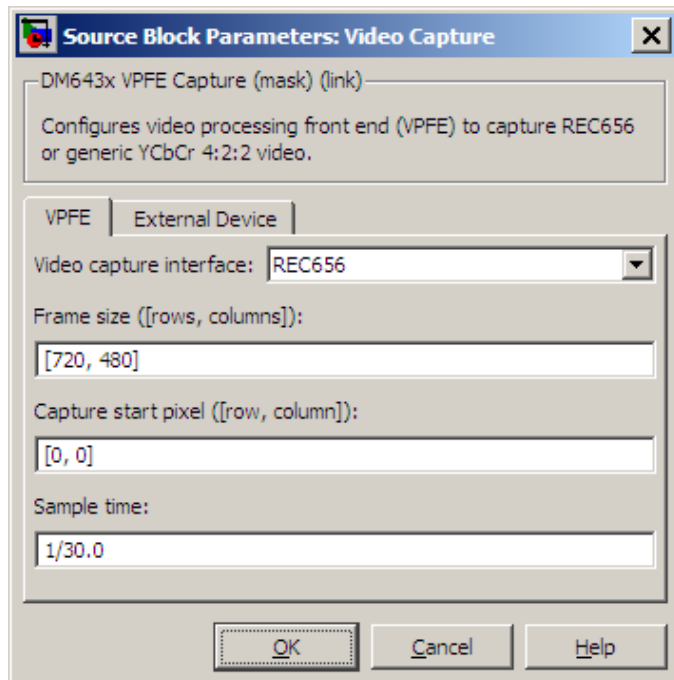 Source Block Parameters: Video Capture
DM643x VPFE Capture (mask) (link)
Configures video processing front end (VPFE) to capture REC656
or generic YCbCr 4:2:2 video.
VPFE External Device
Video capture interface: REC656
Frame size ([rows, columns]):
[720, 480]
Capture start pixel ([row, column]):
[0, 0]
Sample time:
1/30.0
OK Cancel Help